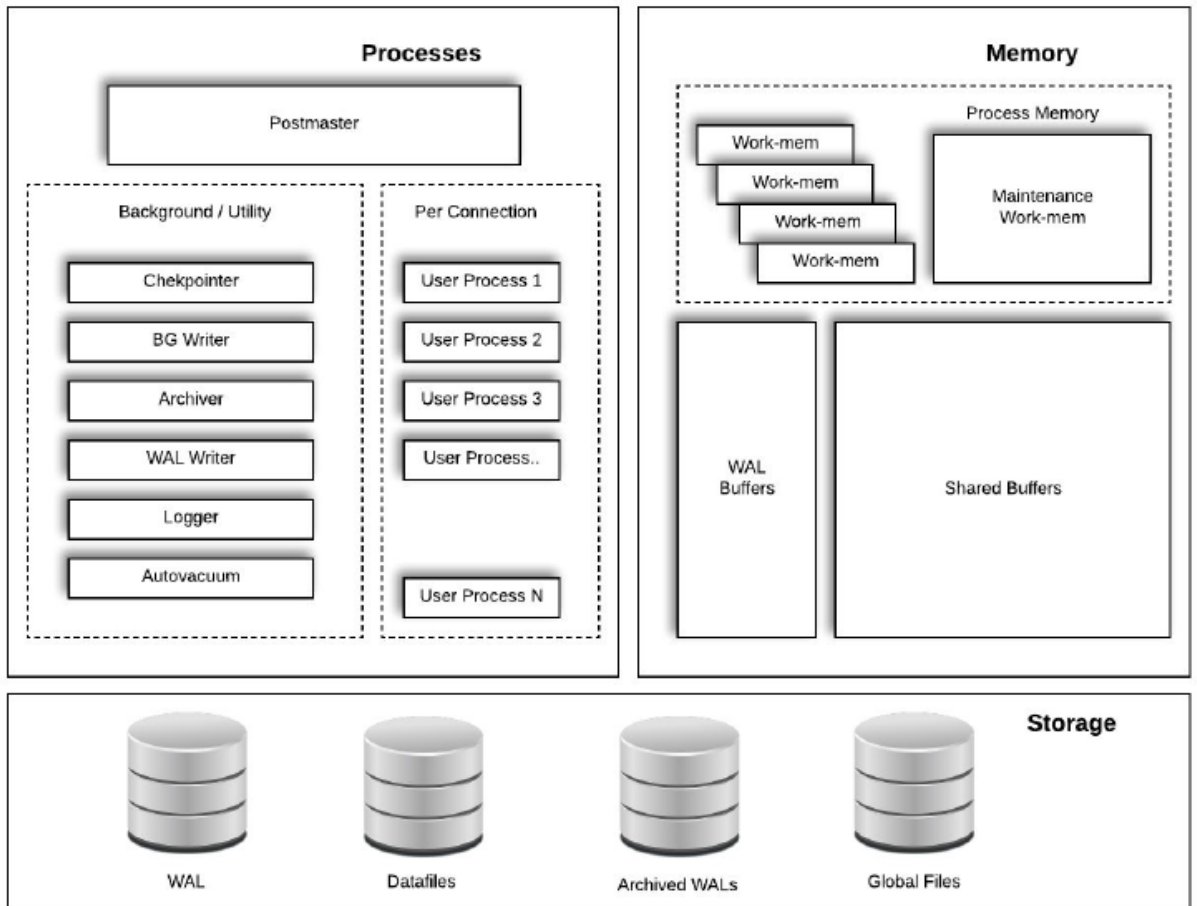 Processes
Postmaster
Background / Utility
Chekpointer
BG Writer
Archiver
WAL Writer
Logger
Autovacuum
Per Connection
User Process 1
User Process 2
User Process 3
User Process..
User Process N
Memory
Process Memory
Work-mem
Work-mem
Work-mem
Work-mem
Maintenance
Work-mem
WAL
Buffers
Shared Buffers
Storage
WAL
Datafiles
Archived WALs
Global Files